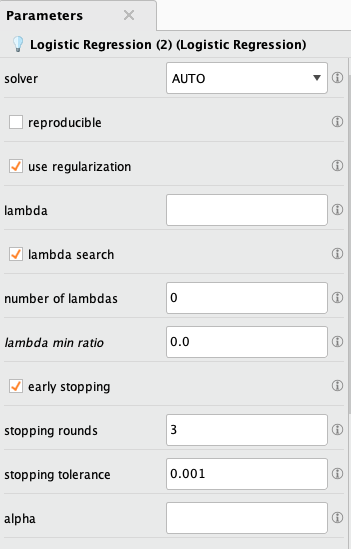 Parameters
Logistic Regression (2) (Logistic Regression)
solver AUTO
reproducible
use regularization
lambda
lambda search
number of lambdas 0
lambda min ratio 0.0
early stopping
stopping rounds 3
stopping tolerance 0.001
alpha